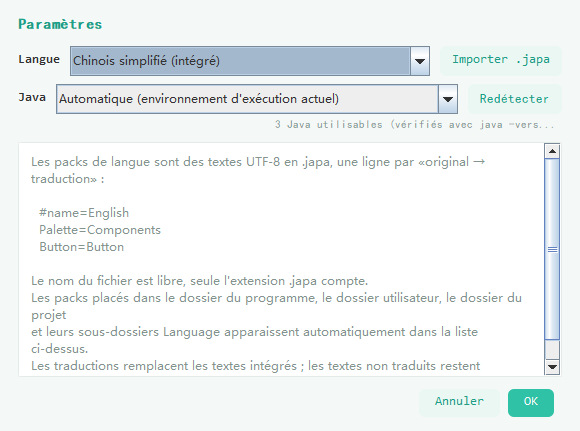 Paramètres
Langue Chinois simplifié (intégré) Importer .japa
Java Automatique (environnement d'exécution actuel) Redétecter
3 Java utilisables (vérifiés avec java -vers...
Les packs de langue sont des textes UTF-8 en .japa, une ligne par «original →
traduction» :
#name=English
Palette=Components
Button=Button
Le nom du fichier est libre, seule l'extension .japa compte.
Les packs placés dans le dossier du programme, le dossier utilisateur, le dossier du
projet
et leurs sous-dossiers Language apparaissent automatiquement dans la liste
ci-dessus.
Les traductions remplacent les textes intégrés ; les textes non traduits restent
Annuler OK